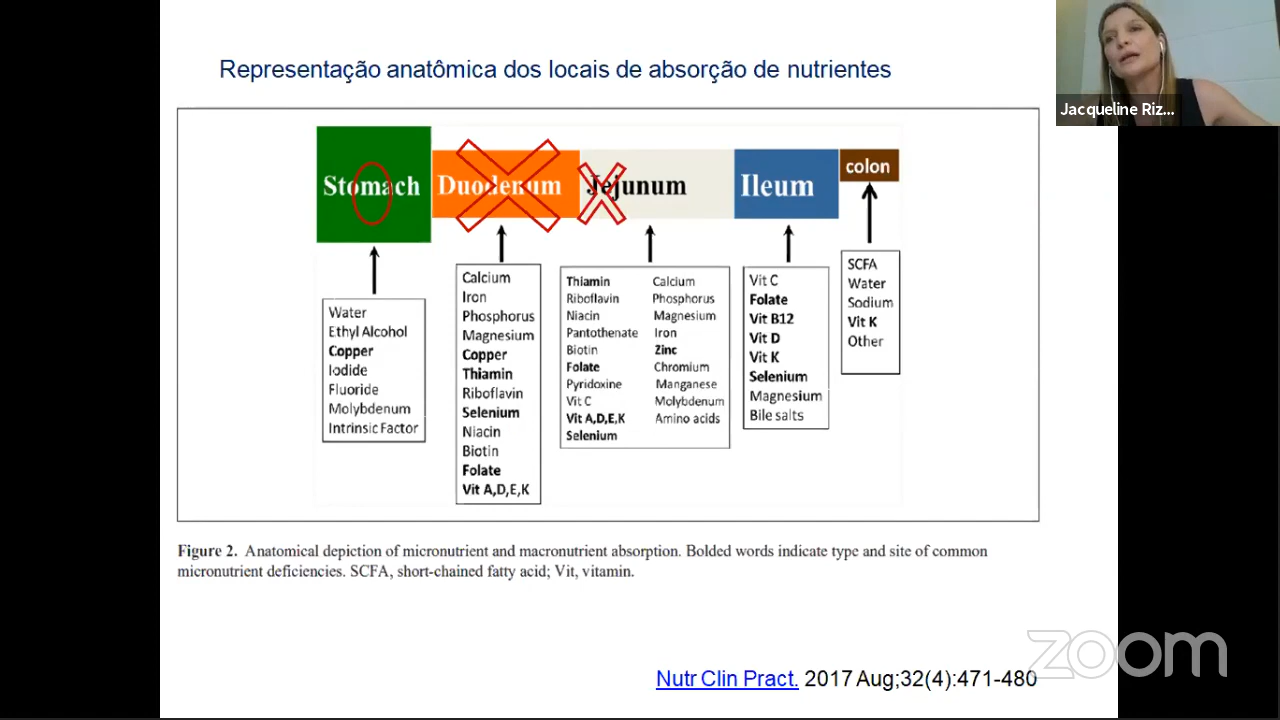 Representação anatômica dos locais de absorção de nutrientes
Jacqueline Riz...
Stomach
Duodenum
Jejunum
Ileum
colon
Water
Ethyl Alcohol
Copper
Iodide
Fluoride
Molybdenum
Intrinsic Factor
Calcium
Iron
Phosphorus
Magnesium
Copper
Thiamin
Riboflavin
Selenium
Niacin
Biotin
Folate
Vit A,D,E,K
Thiamin
Riboflavin
Niacin
Pantothenate
Biotin
Folate
Pyridoxine
Vit C
Vit A,D,E,K
Selenium
Calcium
Phosphorus
Magnesium
Iron
Zinc
Chromium
Manganese
Molybdenum
Amino acids
Vit C
Folate
Vit B12
Vit D
Vit K
Selenium
Magnesium
Bile salts
SCFA
Water
Sodium
Vit K
Other
Figure 2. Anatomical depiction of micronutrient and macronutrient absorption. Bolded words indicate type and site of common
micronutrient deficiencies. SCFA, short-chained fatty acid; Vit, vitamin.
zoom
Nutr Clin Pract. 2017 Aug;32(4):471-480